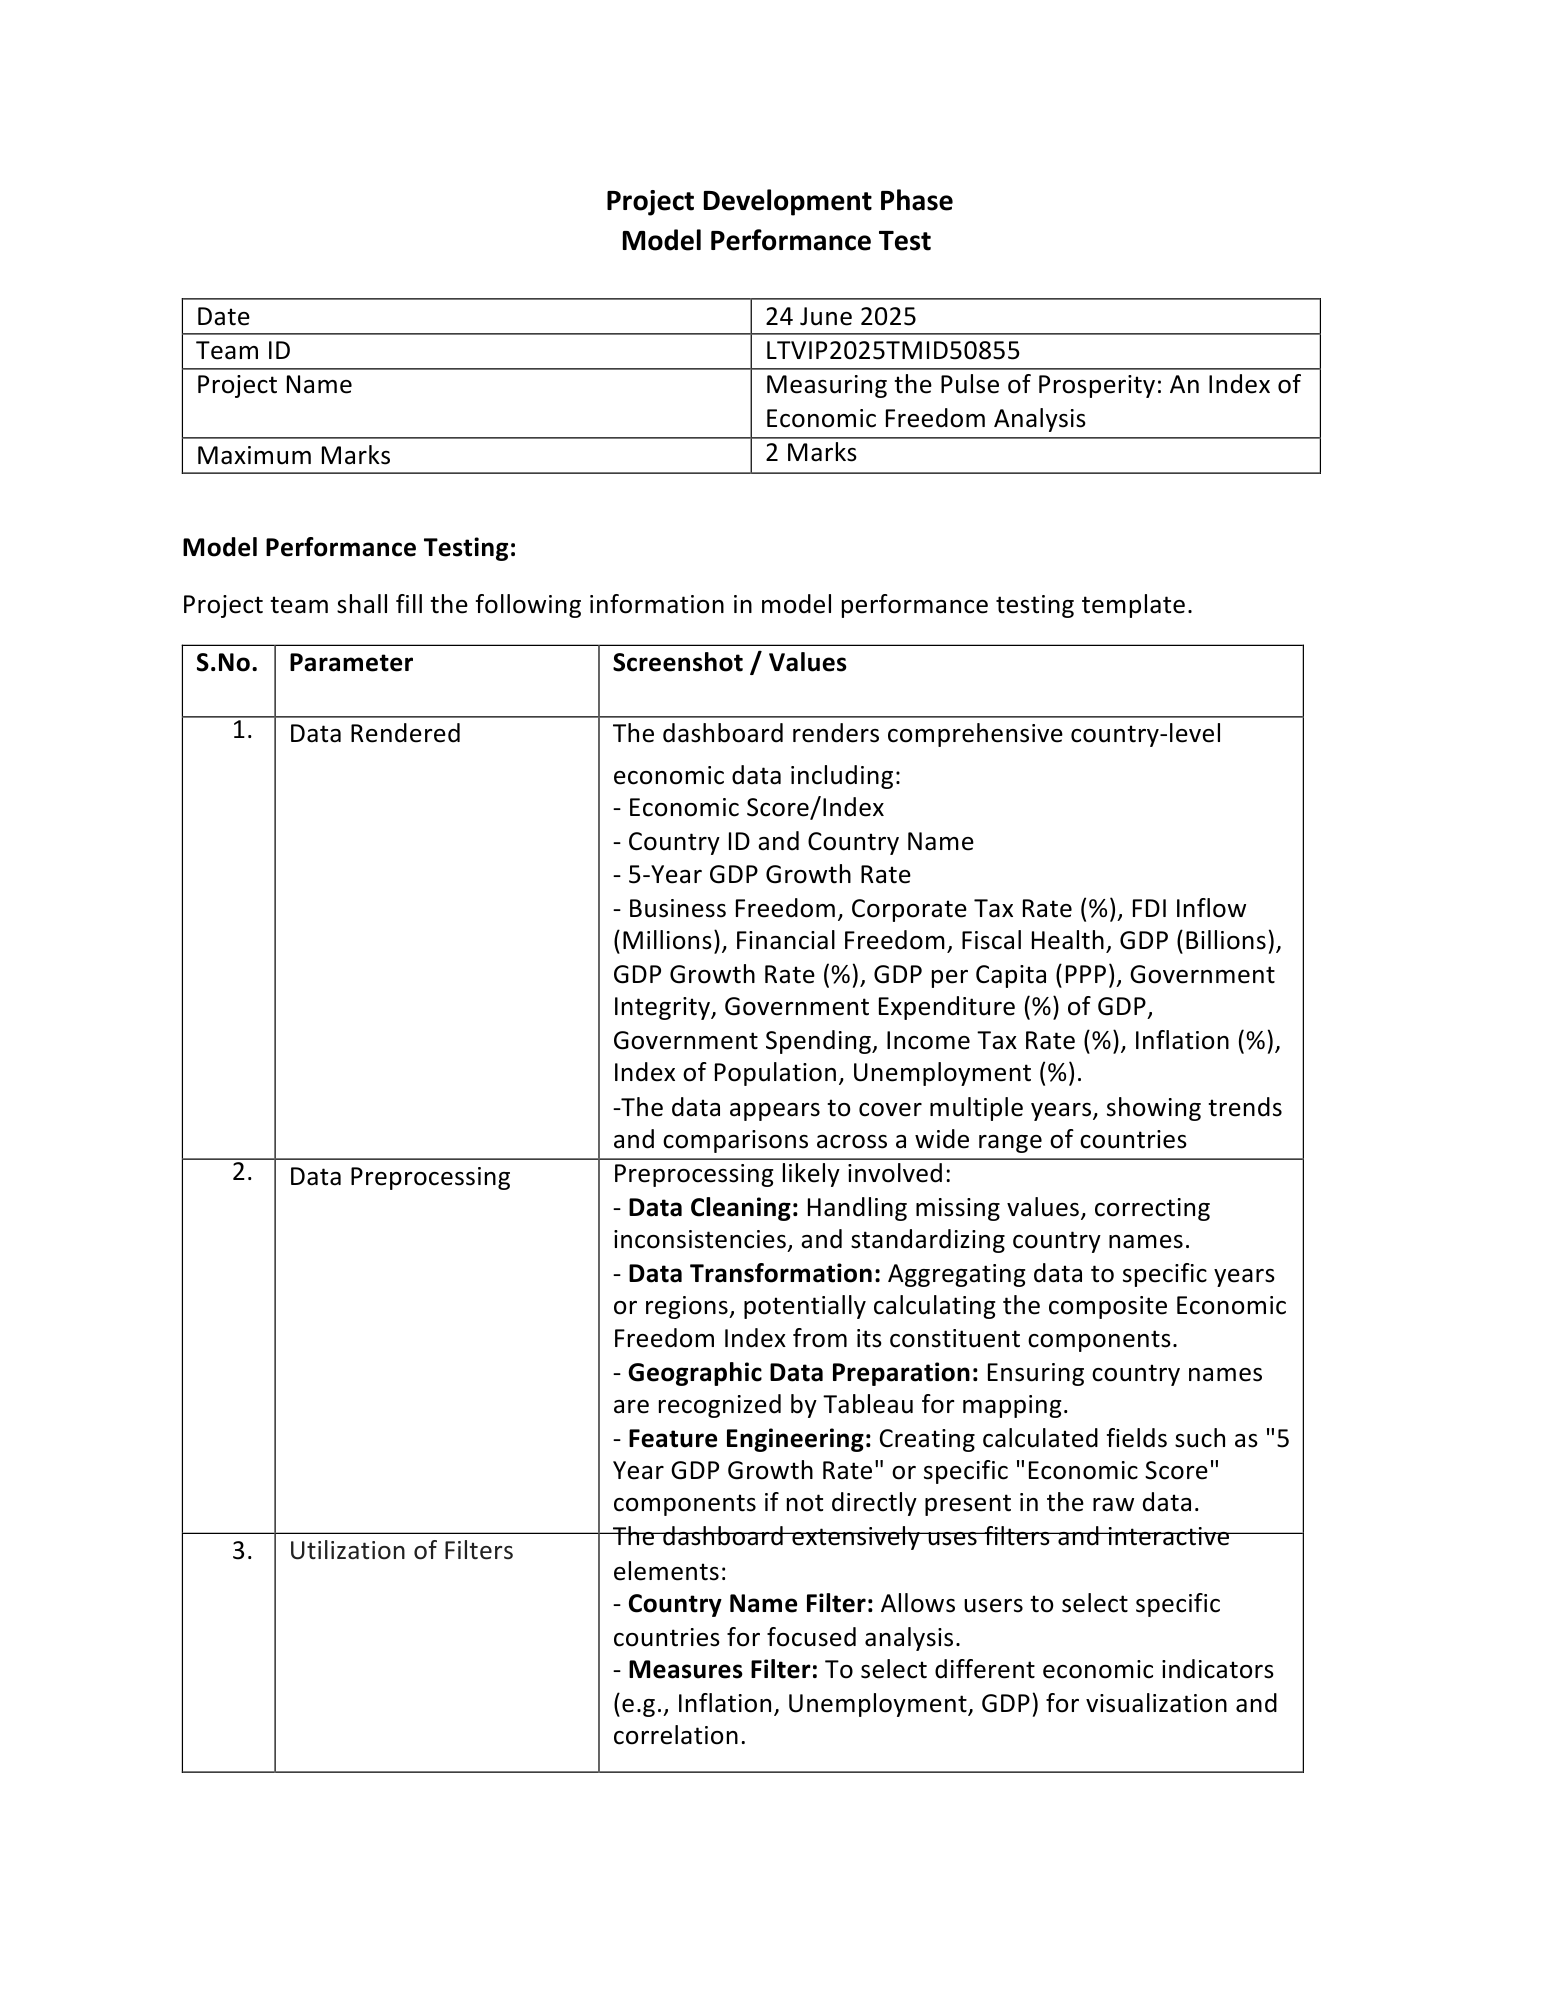 Project Development Phase
Model Performance Test
Date 24 June 2025
Team ID LTVIP2025TMID50855
Project Name Measuring the Pulse of Prosperity: An Index of
Economic Freedom Analysis
Maximum Marks 2 Marks
Model Performance Testing:
Project team shall fill the following information in model performance testing template.
S.No. Parameter Screenshot / Values
1. Data Rendered The dashboard renders comprehensive country-level
economic data including:
- Economic Score/Index
- Country ID and Country Name
- 5-Year GDP Growth Rate
- Business Freedom, Corporate Tax Rate (%), FDI Inflow
(Millions), Financial Freedom, Fiscal Health, GDP (Billions),
GDP Growth Rate (%), GDP per Capita (PPP), Government
Integrity, Government Expenditure (%) of GDP,
Government Spending, Income Tax Rate (%), Inflation (%),
Index of Population, Unemployment (%).
-The data appears to cover multiple years, showing trends
and comparisons across a wide range of countries
2. Data Preprocessing Preprocessing likely involved:
- Data Cleaning: Handling missing values, correcting
inconsistencies, and standardizing country names.
- Data Transformation: Aggregating data to specific years
or regions, potentially calculating the composite Economic
Freedom Index from its constituent components.
- Geographic Data Preparation: Ensuring country names
are recognized by Tableau for mapping.
- Feature Engineering: Creating calculated fields such as "5
Year GDP Growth Rate" or specific "Economic Score"
components if not directly present in the raw data.
3. Utilization of Filters The dashboard extensively uses filters and interactive
elements:
- Country Name Filter: Allows users to select specific
countries for focused analysis.
- Measures Filter: To select different economic indicators
(e.g., Inflation, Unemployment, GDP) for visualization and
correlation.